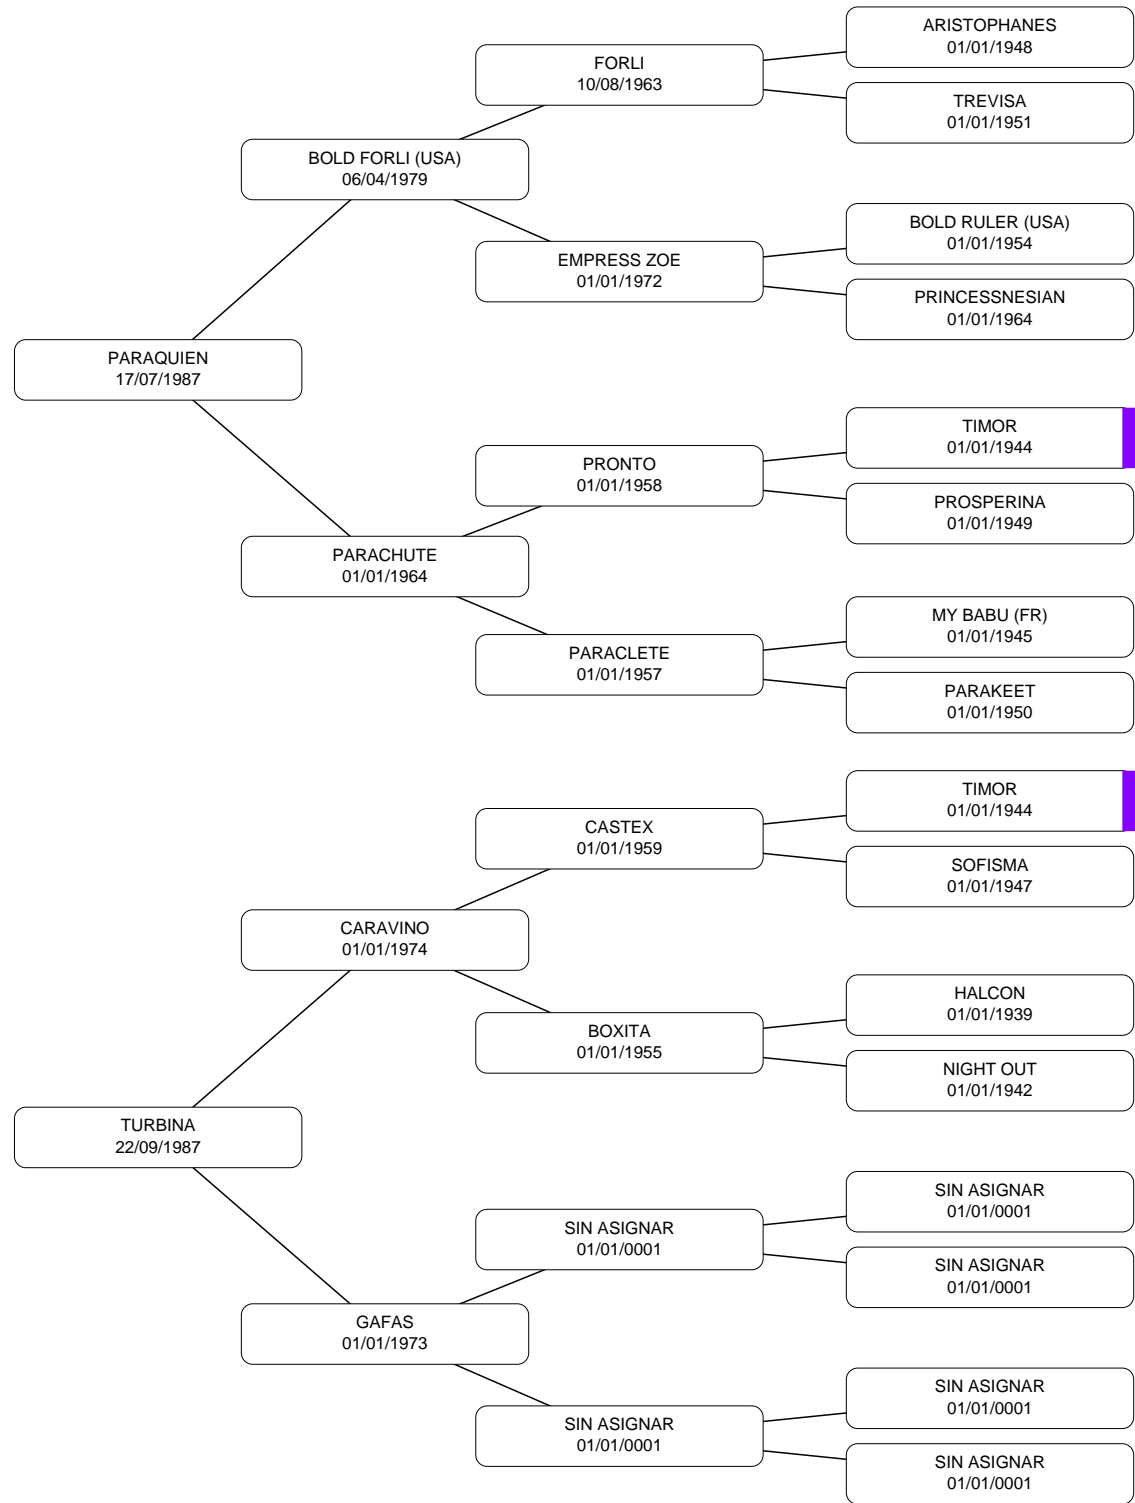 ARISTOPHANES
01/01/1948
FORLI
10/08/1963
TREVISA
01/01/1951
BOLD FORLI (USA)
06/04/1979
BOLD RULER (USA)
01/01/1954
EMPRESS ZOE
01/01/1972
PRINCESSNESIAN
01/01/1964
PARAQUIEN
17/07/1987
TIMOR
01/01/1944
PRONTO
01/01/1958
PROSPERINA
01/01/1949
PARACHUTE
01/01/1964
MY BABU (FR)
01/01/1945
PARACLETE
01/01/1957
PARAKEET
01/01/1950
TIMOR
01/01/1944
CASTEX
01/01/1959
SOFISMA
01/01/1947
CARAVINO
01/01/1974
HALCON
01/01/1939
BOXITA
01/01/1955
NIGHT OUT
01/01/1942
TURBINA
22/09/1987
SIN ASIGNAR
01/01/0001
SIN ASIGNAR
01/01/0001
SIN ASIGNAR
01/01/0001
GAFAS
01/01/1973
SIN ASIGNAR
01/01/0001
SIN ASIGNAR
01/01/0001
SIN ASIGNAR
01/01/0001